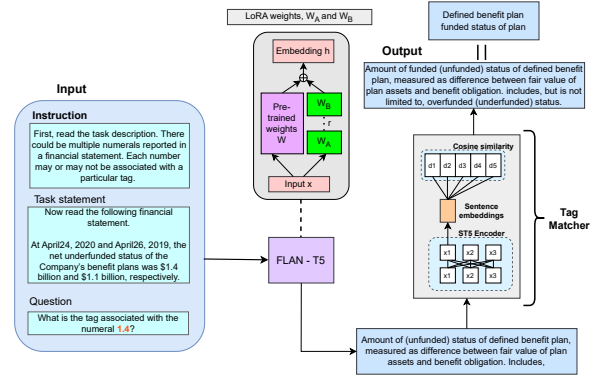 Input
Instruction
First, read the task description. There
could be multiple numerals reported in
a financial statement. Each number
may or may not be associated with a
particular tag.
Task statement
Now read the following financial
statement.
At April24, 2020 and April26, 2019, the
net underfunded status of the
Company's benefit plans was $1.4
billion and $1.1 billion, respectively.
Question
What is the tag associated with the
numeral 1.4?
LoRA weights, W_A and W_B
Embedding h
Pre-
trained
weights
W
W_B
r
W_A
Input x
FLAN - T5
Defined benefit plan
funded status of plan
Output
Amount of funded (unfunded) status of defined benefit
plan, measured as difference between fair value of
plan assets and benefit obligation. includes, but is not
limited to, overfunded (underfunded) status.
Cosine similarity
d1 d2 d3 d4 d5
Sentence
embeddings
ST5 Encoder
x1 x2 x3
x1 x2 x3
Tag
Matcher
Amount of (unfunded) status of defined benefit plan,
measured as difference between fair value of plan
assets and benefit obligation. Includes,